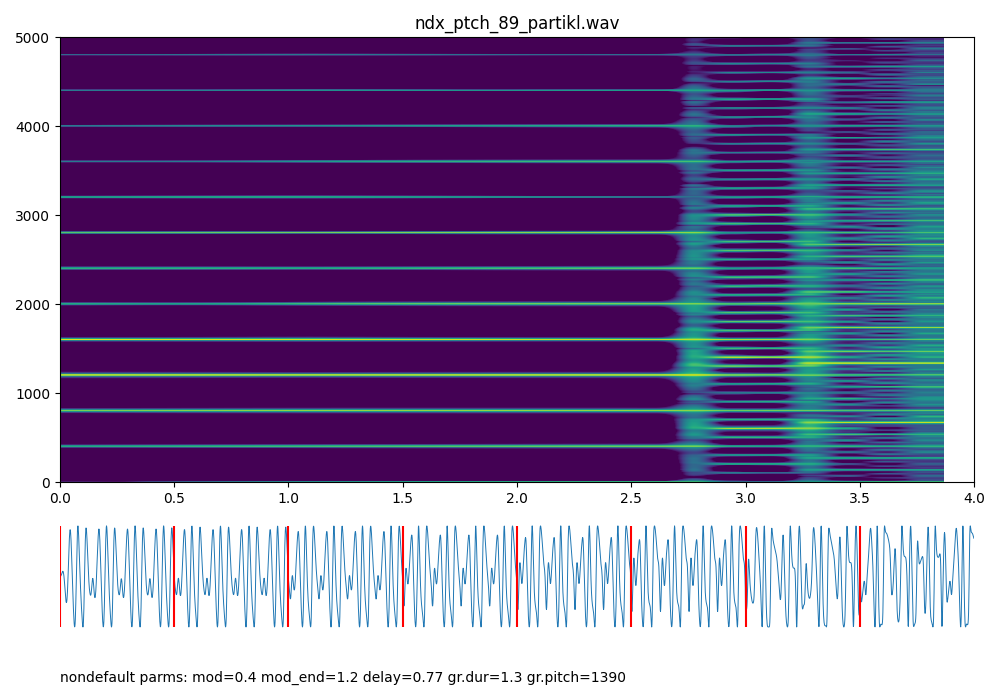 ndx_ptch_89_partikl.wav
5000
4000
3000
2000
1000
0
0.0 0.5 1.0 1.5 2.0 2.5 3.0 3.5 4.0
nondefault parms: mod=0.4 mod_end=1.2 delay=0.77 gr.dur=1.3 gr.pitch=1390